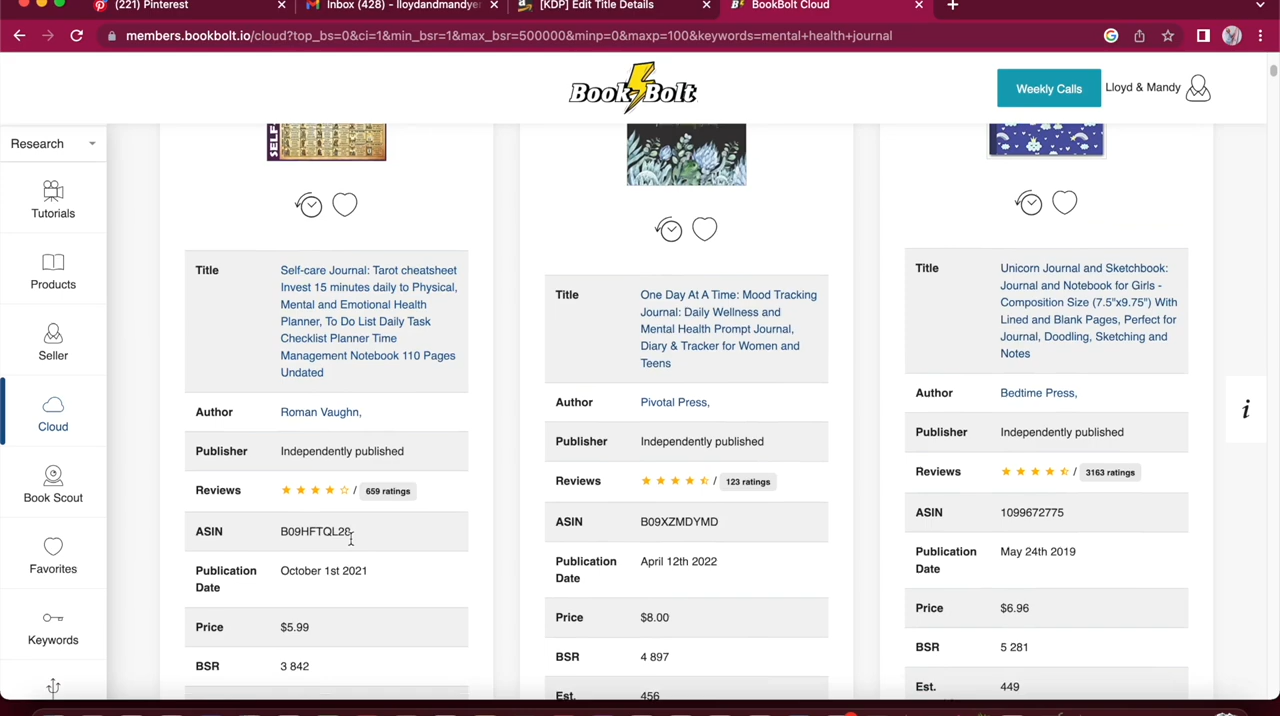 (221) Pinterest
Inbox (428) - lloydandmandyer
[KDP] Edit Title Details
BookBolt Cloud
members.bookbolt.io/cloud?top_bs=0&ci=1&min_bsr=1&max_bsr=500000&minp=0&maxp=100&keywords=mental+health+journal
Book Bolt
Weekly Calls
Lloyd & Mandy
Research
Tutorials
Products
Seller
Cloud
Book Scout
Favorites
Keywords
SELF
Title
Self-care Journal: Tarot cheatsheet
Invest 15 minutes daily to Physical,
Mental and Emotional Health
Planner, To Do List Daily Task
Checklist Planner Time
Management Notebook 110 Pages
Undated
Author
Roman Vaughn,
Publisher
Independently published
Reviews
/ 659 ratings
ASIN
B09HFTQL28
Publication
Date
October 1st 2021
Price
$5.99
BSR
3 842
Title
One Day At A Time: Mood Tracking
Journal: Daily Wellness and
Mental Health Prompt Journal,
Diary & Tracker for Women and
Teens
Author
Pivotal Press,
Publisher
Independently published
Reviews
/ 123 ratings
ASIN
B09XZMDYMD
Publication
Date
April 12th 2022
Price
$8.00
BSR
4 897
Est.
456
Title
Unicorn Journal and Sketchbook:
Journal and Notebook for Girls -
Composition Size (7.5"x9.75") With
Lined and Blank Pages, Perfect for
Journal, Doodling, Sketching and
Notes
Author
Bedtime Press,
Publisher
Independently published
Reviews
/ 3163 ratings
ASIN
1099672775
Publication
Date
May 24th 2019
Price
$6.96
BSR
5 281
Est.
449
i